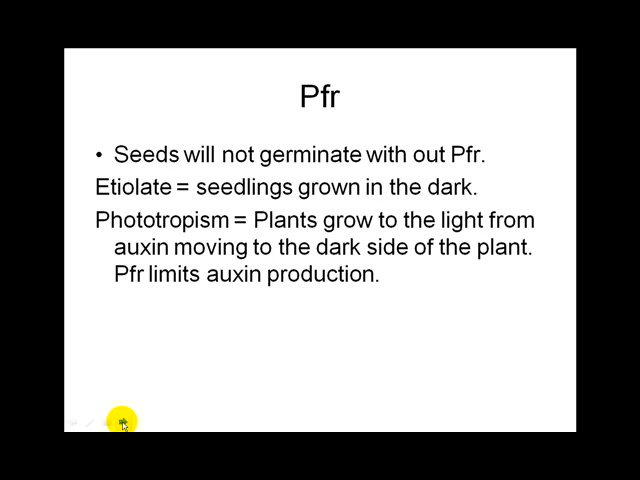 Pfr
• Seeds will not germinate with out Pfr.
Etiolate = seedlings grown in the dark.
Phototropism = Plants grow to the light from
auxin moving to the dark side of the plant.
Pfr limits auxin production.